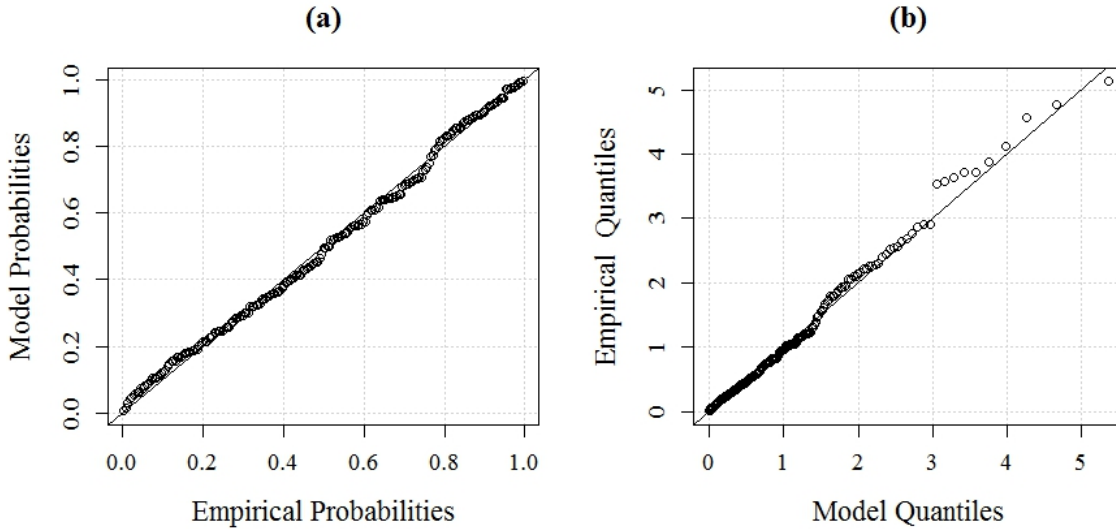 (a)
Model Probabilities
1.0
0.8
0.6
0.4
0.2
0.0
0.0 0.2 0.4 0.6 0.8 1.0
Empirical Probabilities
(b)
Empirical Quantiles
5
4
3
2
1
0
0 1 2 3 4 5
Model Quantiles